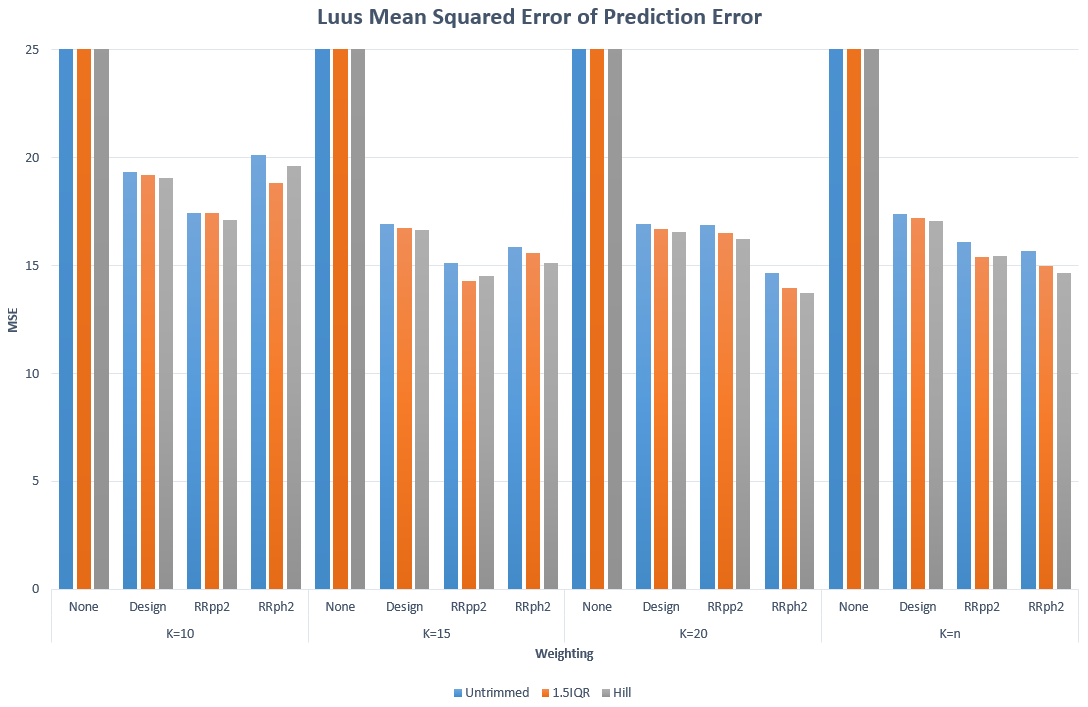 Luus Mean Squared Error of Prediction Error
25
20
15
10
5
0
MSE
None Design RRpp2 RRph2 None Design RRpp2 RRph2 None Design RRpp2 RRph2 None Design RRpp2 RRph2
K=10 K=15 K=20 K=n
Weighting
Untrimmed 1.5IQR Hill